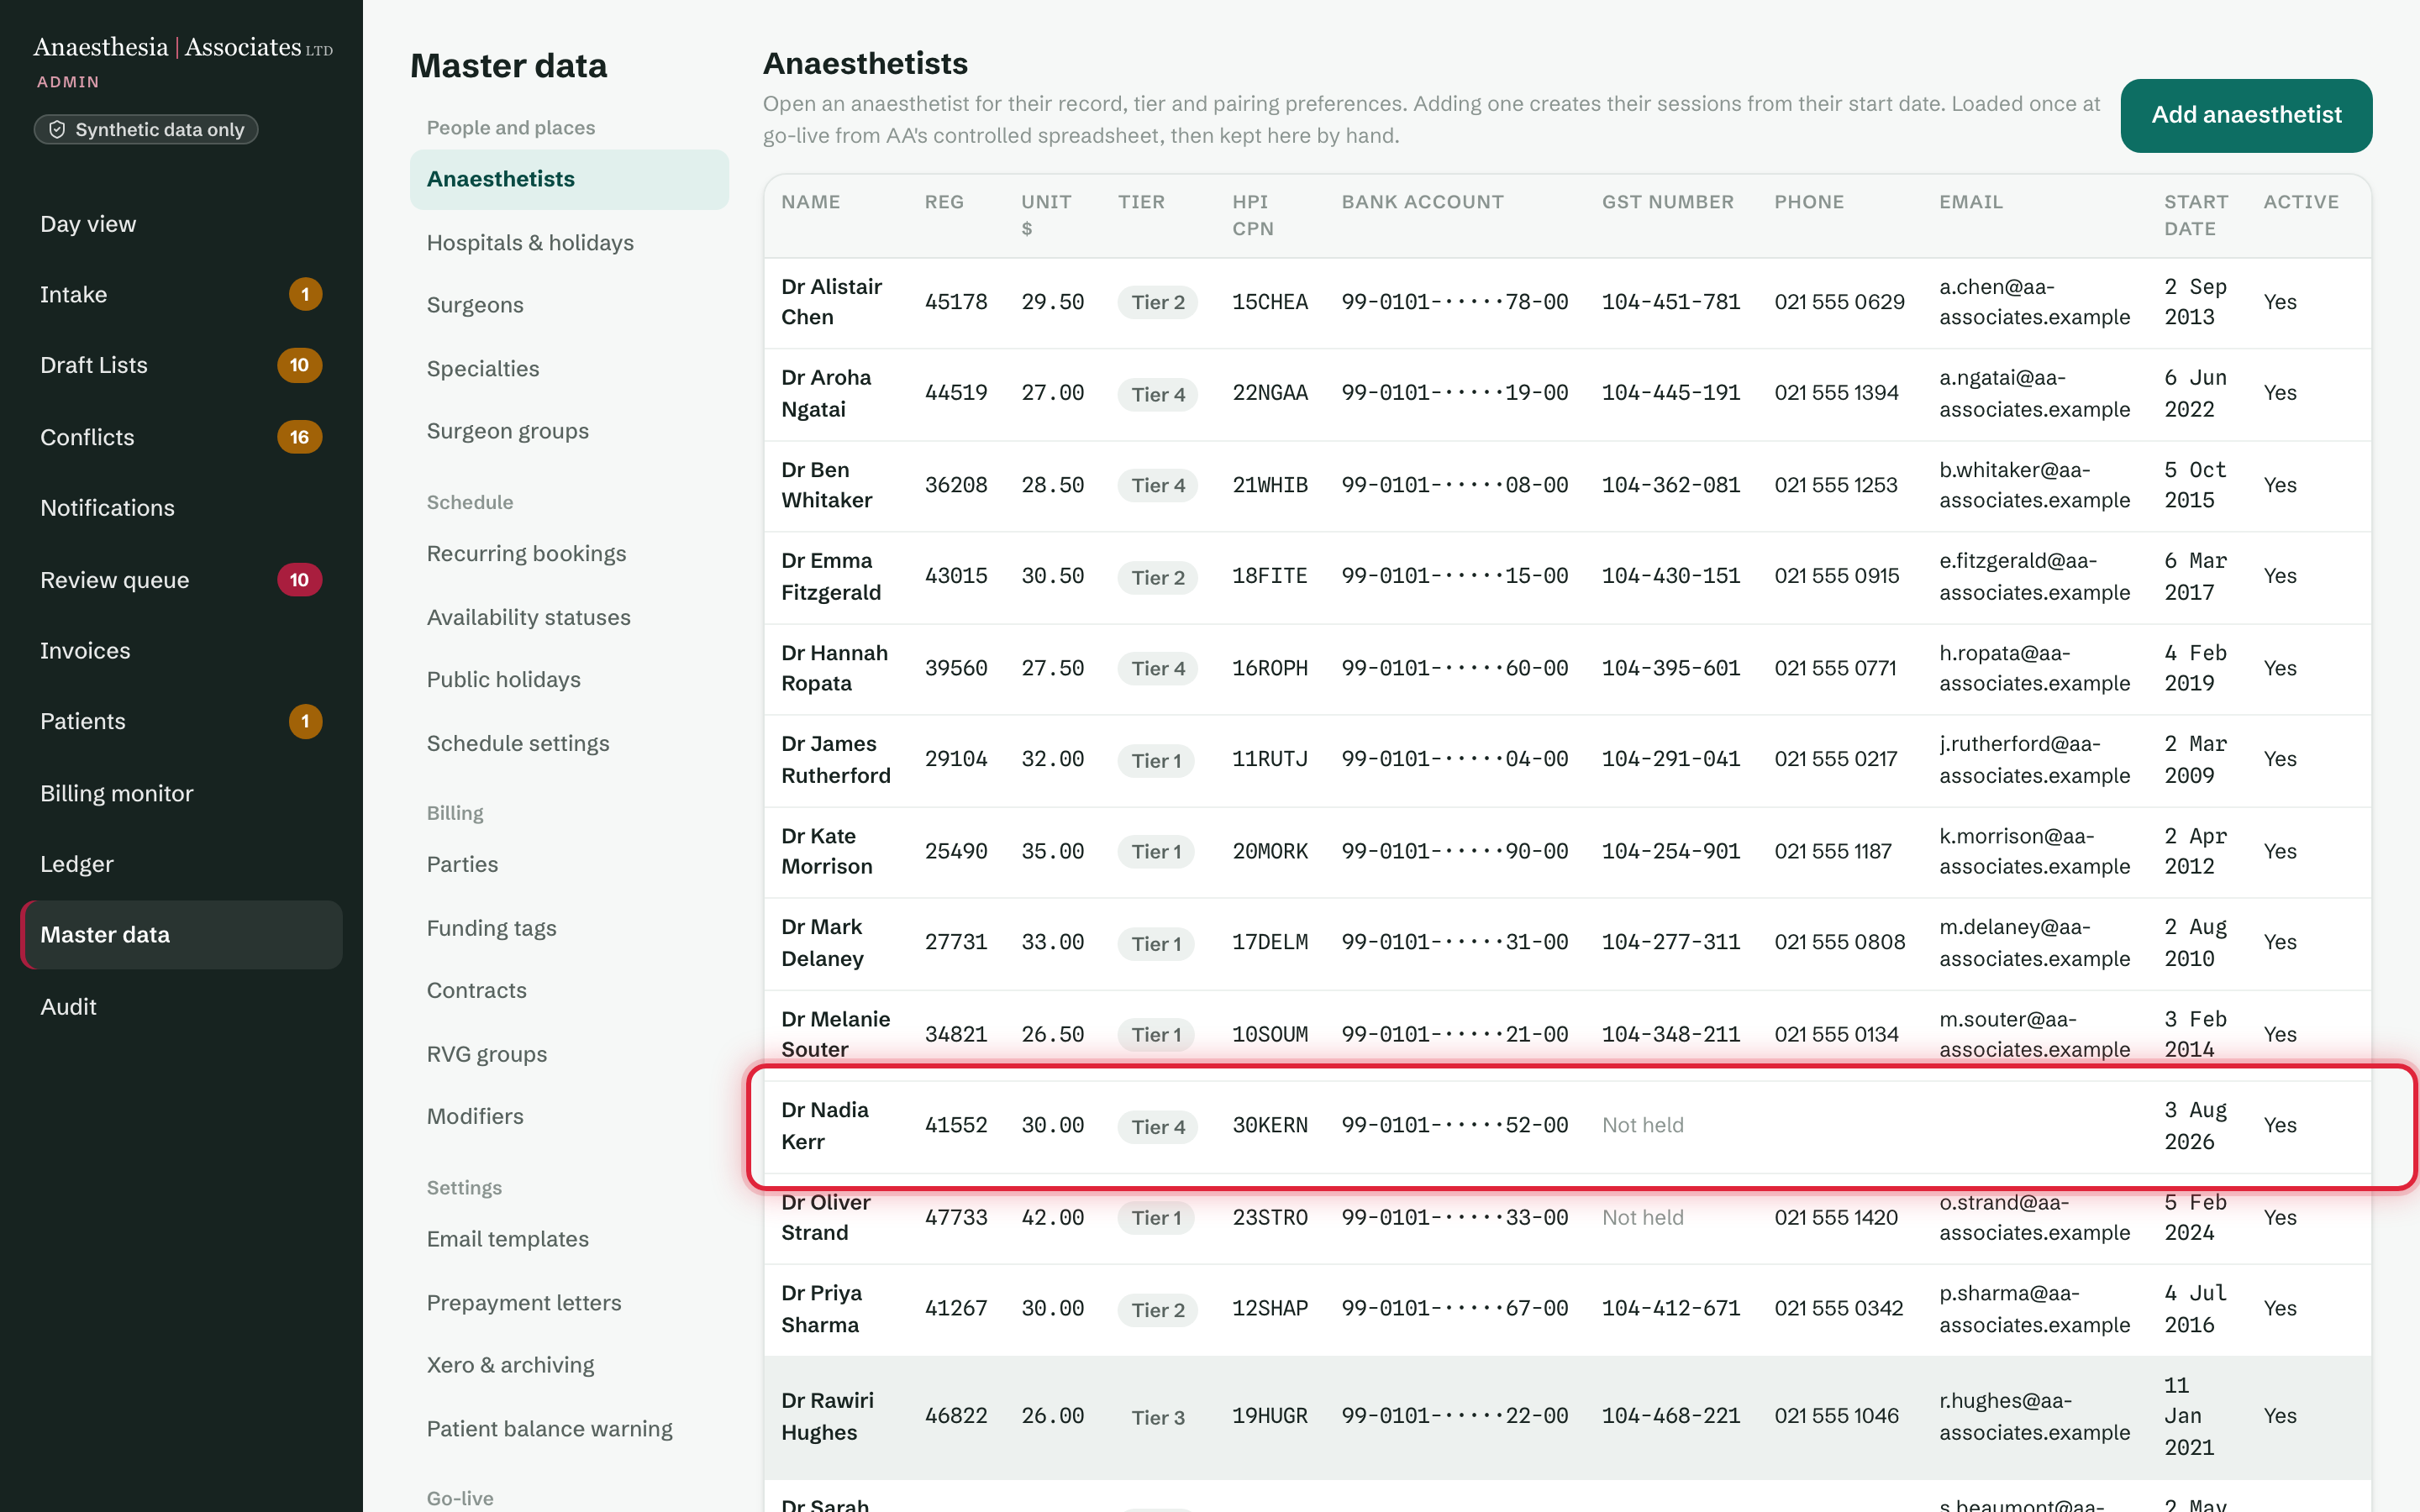 Anaesthesia | Associates LTD
ADMIN
Synthetic data only
Day view
Intake 1
Draft Lists 10
Conflicts 16
Notifications
Review queue 10
Invoices
Patients 1
Billing monitor
Ledger
Master data
Audit
Master data
People and places
Anaesthetists
Hospitals & holidays
Surgeons
Specialties
Surgeon groups
Schedule
Recurring bookings
Availability statuses
Public holidays
Schedule settings
Billing
Parties
Funding tags
Contracts
RVG groups
Modifiers
Settings
Email templates
Prepayment letters
Xero & archiving
Patient balance warning
Go-live
Anaesthetists
Open an anaesthetist for their record, tier and pairing preferences. Adding one creates their sessions from their start date. Loaded once at
go-live from AA's controlled spreadsheet, then kept here by hand.
Add anaesthetist
NAME REG UNIT $ TIER HPI CPN BANK ACCOUNT GST NUMBER PHONE EMAIL START DATE ACTIVE
Dr Alistair Chen 45178 29.50 Tier 2 15CHEA 99-0101-·····78-00 104-451-781 021 555 0629 a.chen@aa-associates.example 2 Sep 2013 Yes
Dr Aroha Ngatai 44519 27.00 Tier 4 22NGAA 99-0101-·····19-00 104-445-191 021 555 1394 a.ngatai@aa-associates.example 6 Jun 2022 Yes
Dr Ben Whitaker 36208 28.50 Tier 4 21WHIB 99-0101-·····08-00 104-362-081 021 555 1253 b.whitaker@aa-associates.example 5 Oct 2015 Yes
Dr Emma Fitzgerald 43015 30.50 Tier 2 18FITE 99-0101-·····15-00 104-430-151 021 555 0915 e.fitzgerald@aa-associates.example 6 Mar 2017 Yes
Dr Hannah Ropata 39560 27.50 Tier 4 16ROPH 99-0101-·····60-00 104-395-601 021 555 0771 h.ropata@aa-associates.example 4 Feb 2019 Yes
Dr James Rutherford 29104 32.00 Tier 1 11RUTJ 99-0101-·····04-00 104-291-041 021 555 0217 j.rutherford@aa-associates.example 2 Mar 2009 Yes
Dr Kate Morrison 25490 35.00 Tier 1 20MORK 99-0101-·····90-00 104-254-901 021 555 1187 k.morrison@aa-associates.example 2 Apr 2012 Yes
Dr Mark Delaney 27731 33.00 Tier 1 17DELM 99-0101-·····31-00 104-277-311 021 555 0808 m.delaney@aa-associates.example 2 Aug 2010 Yes
Dr Melanie Souter 34821 26.50 Tier 1 10SOUM 99-0101-·····21-00 104-348-211 021 555 0134 m.souter@aa-associates.example 3 Feb 2014 Yes
Dr Nadia Kerr 41552 30.00 Tier 4 30KERN 99-0101-·····52-00 Not held 3 Aug 2026 Yes
Dr Oliver Strand 47733 42.00 Tier 1 23STRO 99-0101-·····33-00 Not held 021 555 1420 o.strand@aa-associates.example 5 Feb 2024 Yes
Dr Priya Sharma 41267 30.00 Tier 2 12SHAP 99-0101-·····67-00 104-412-671 021 555 0342 p.sharma@aa-associates.example 4 Jul 2016 Yes
Dr Rawiri Hughes 46822 26.00 Tier 3 19HUGR 99-0101-·····22-00 104-468-221 021 555 1046 r.hughes@aa-associates.example 11 Jan 2021 Yes
Dr Sarah s.beaumont@aa- 2 May